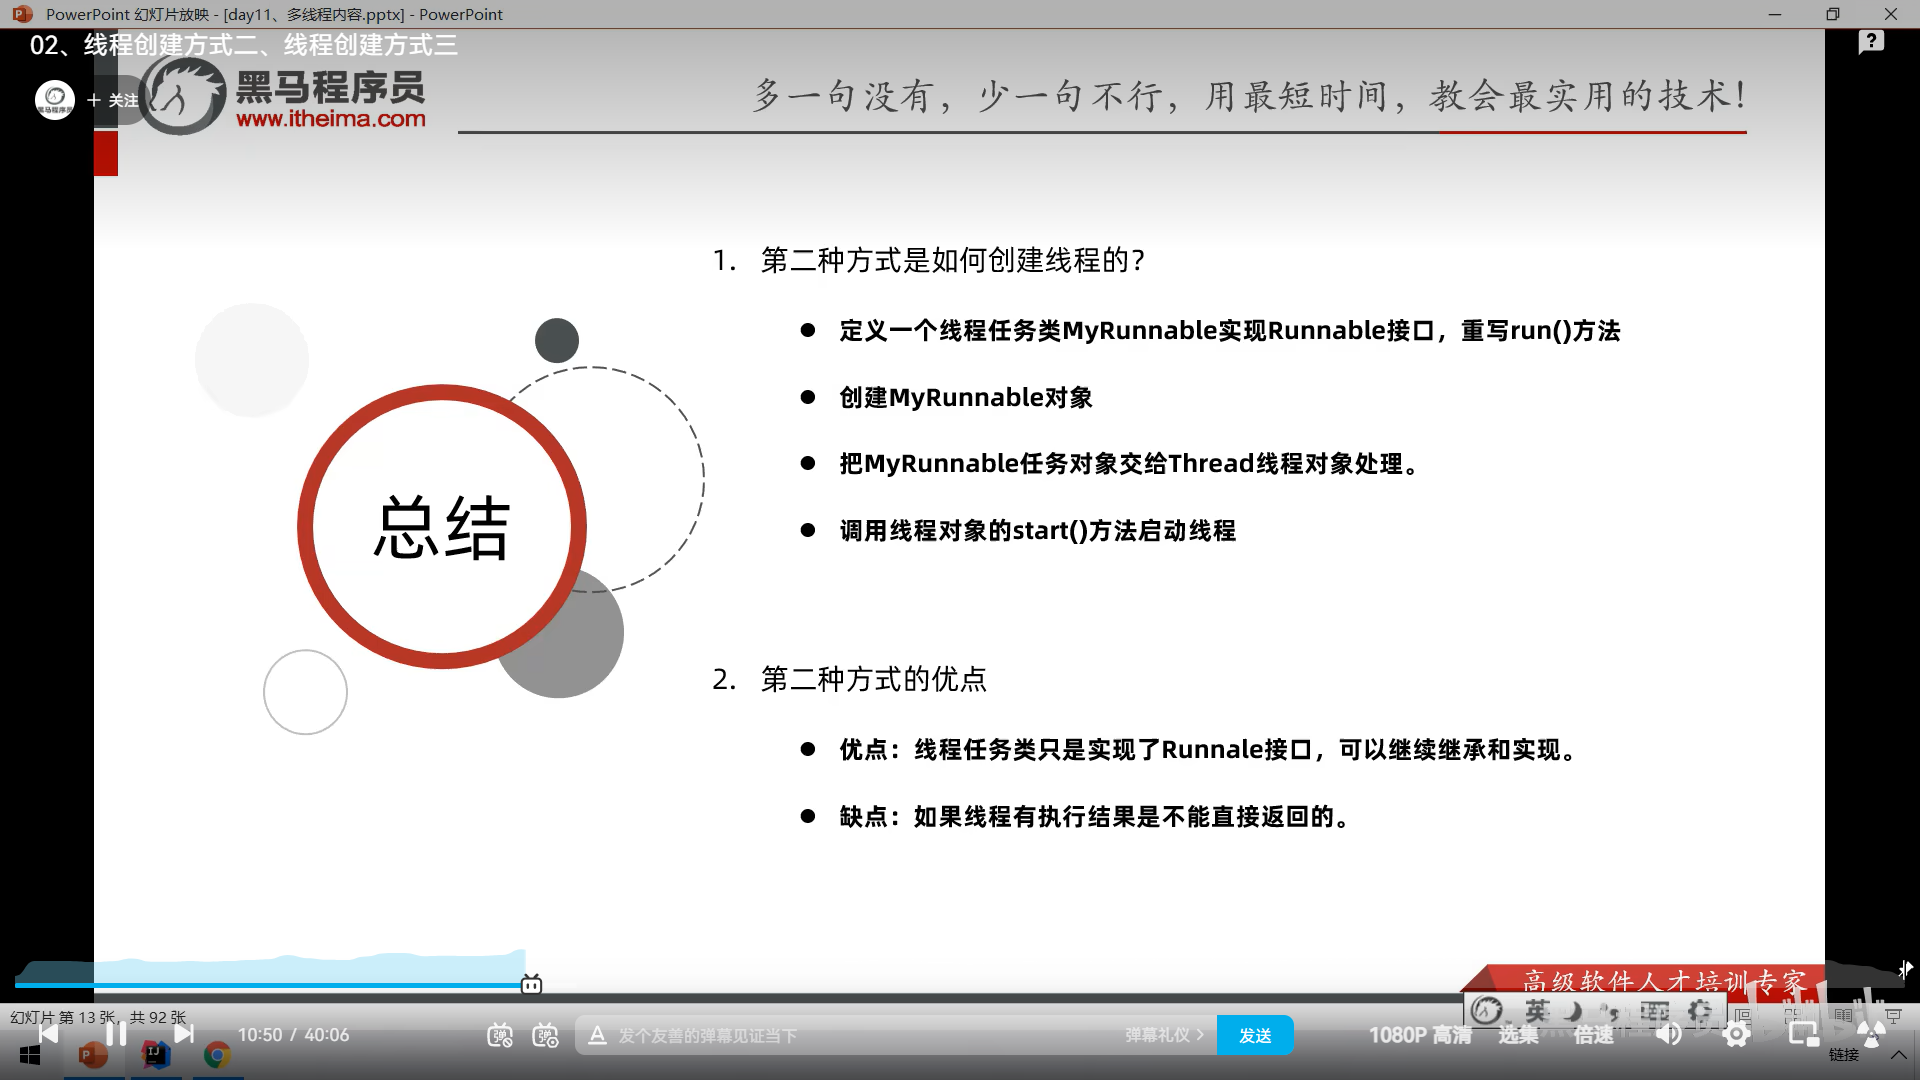 PowerPoint 幻灯片放映 - [day11、多线程内容.pptx] - PowerPoint
02、线程创建方式二、线程创建方式三
+ 关注
黑马程序员
www.itheima.com
多一句没有，少一句不行，用最短时间，教会最实用的技术！
1. 第二种方式是如何创建线程的？
● 定义一个线程任务类MyRunnable实现Runnable接口，重写run()方法
● 创建MyRunnable对象
● 把MyRunnable任务对象交给Thread线程对象处理。
● 调用线程对象的start()方法启动线程
总结
2. 第二种方式的优点
● 优点：线程任务类只是实现了Runnale接口，可以继续继承和实现。
● 缺点：如果线程有执行结果是不能直接返回的。
高级软件人才培训专家
英
幻灯片 第 13 张，共 92 张
10:50 / 40:06
发个友善的弹幕见证当下
弹幕礼仪 >
发送
1080P 高清
选集
倍速
链接